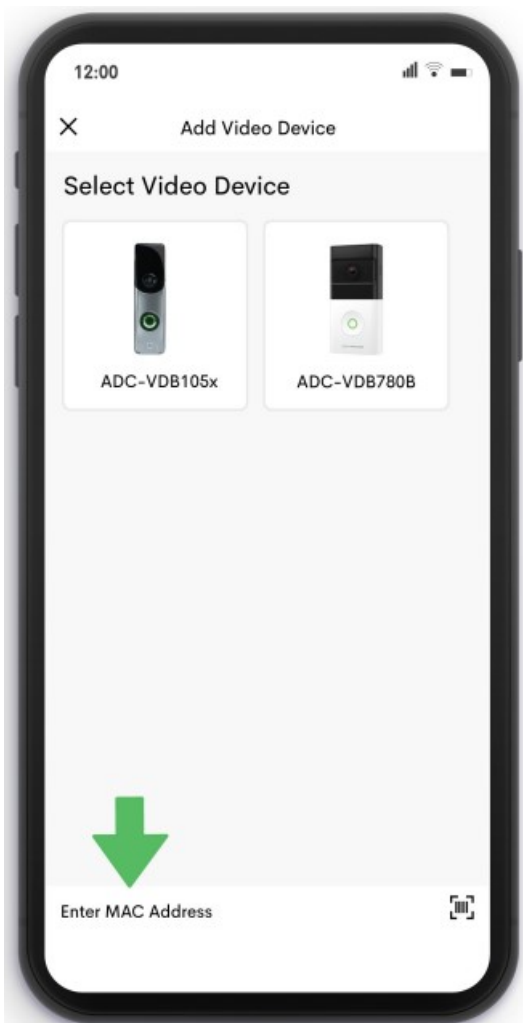 12:00
Add Video Device
Select Video Device
ADC-VDB105x
ADC-VDB780B
Enter MAC Address